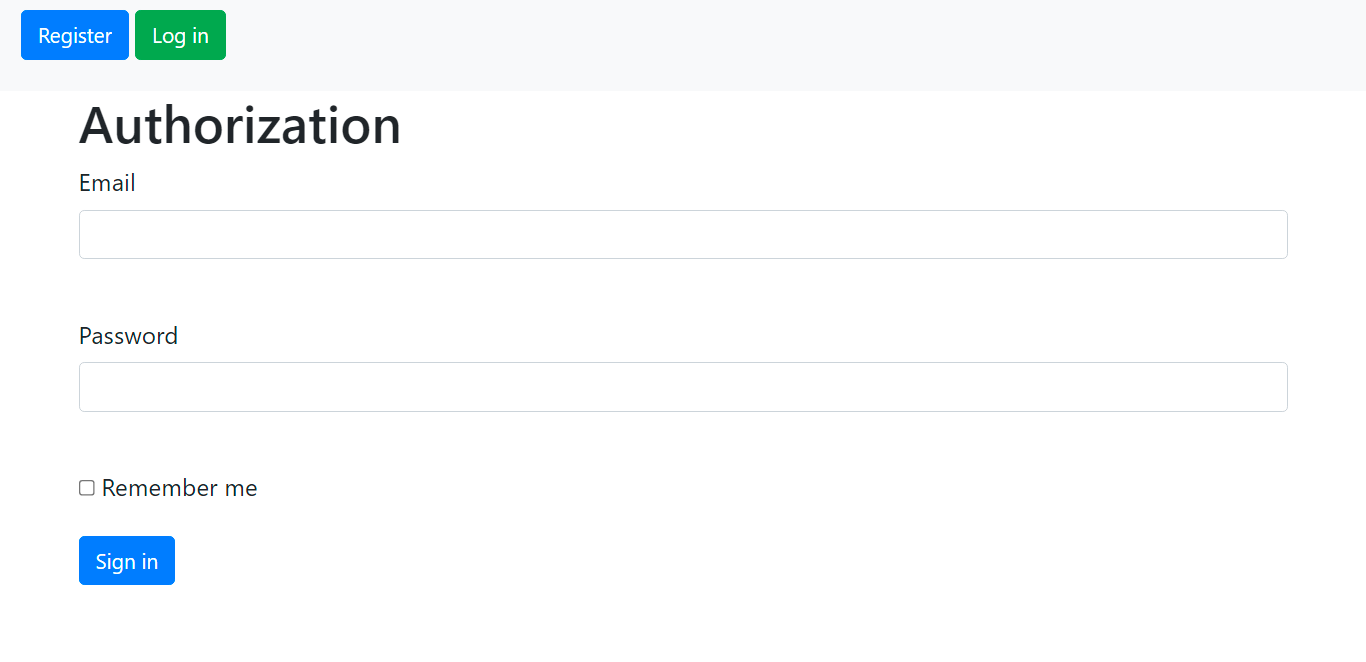 Register Log in
Authorization
Email
Password
Remember me
Sign in